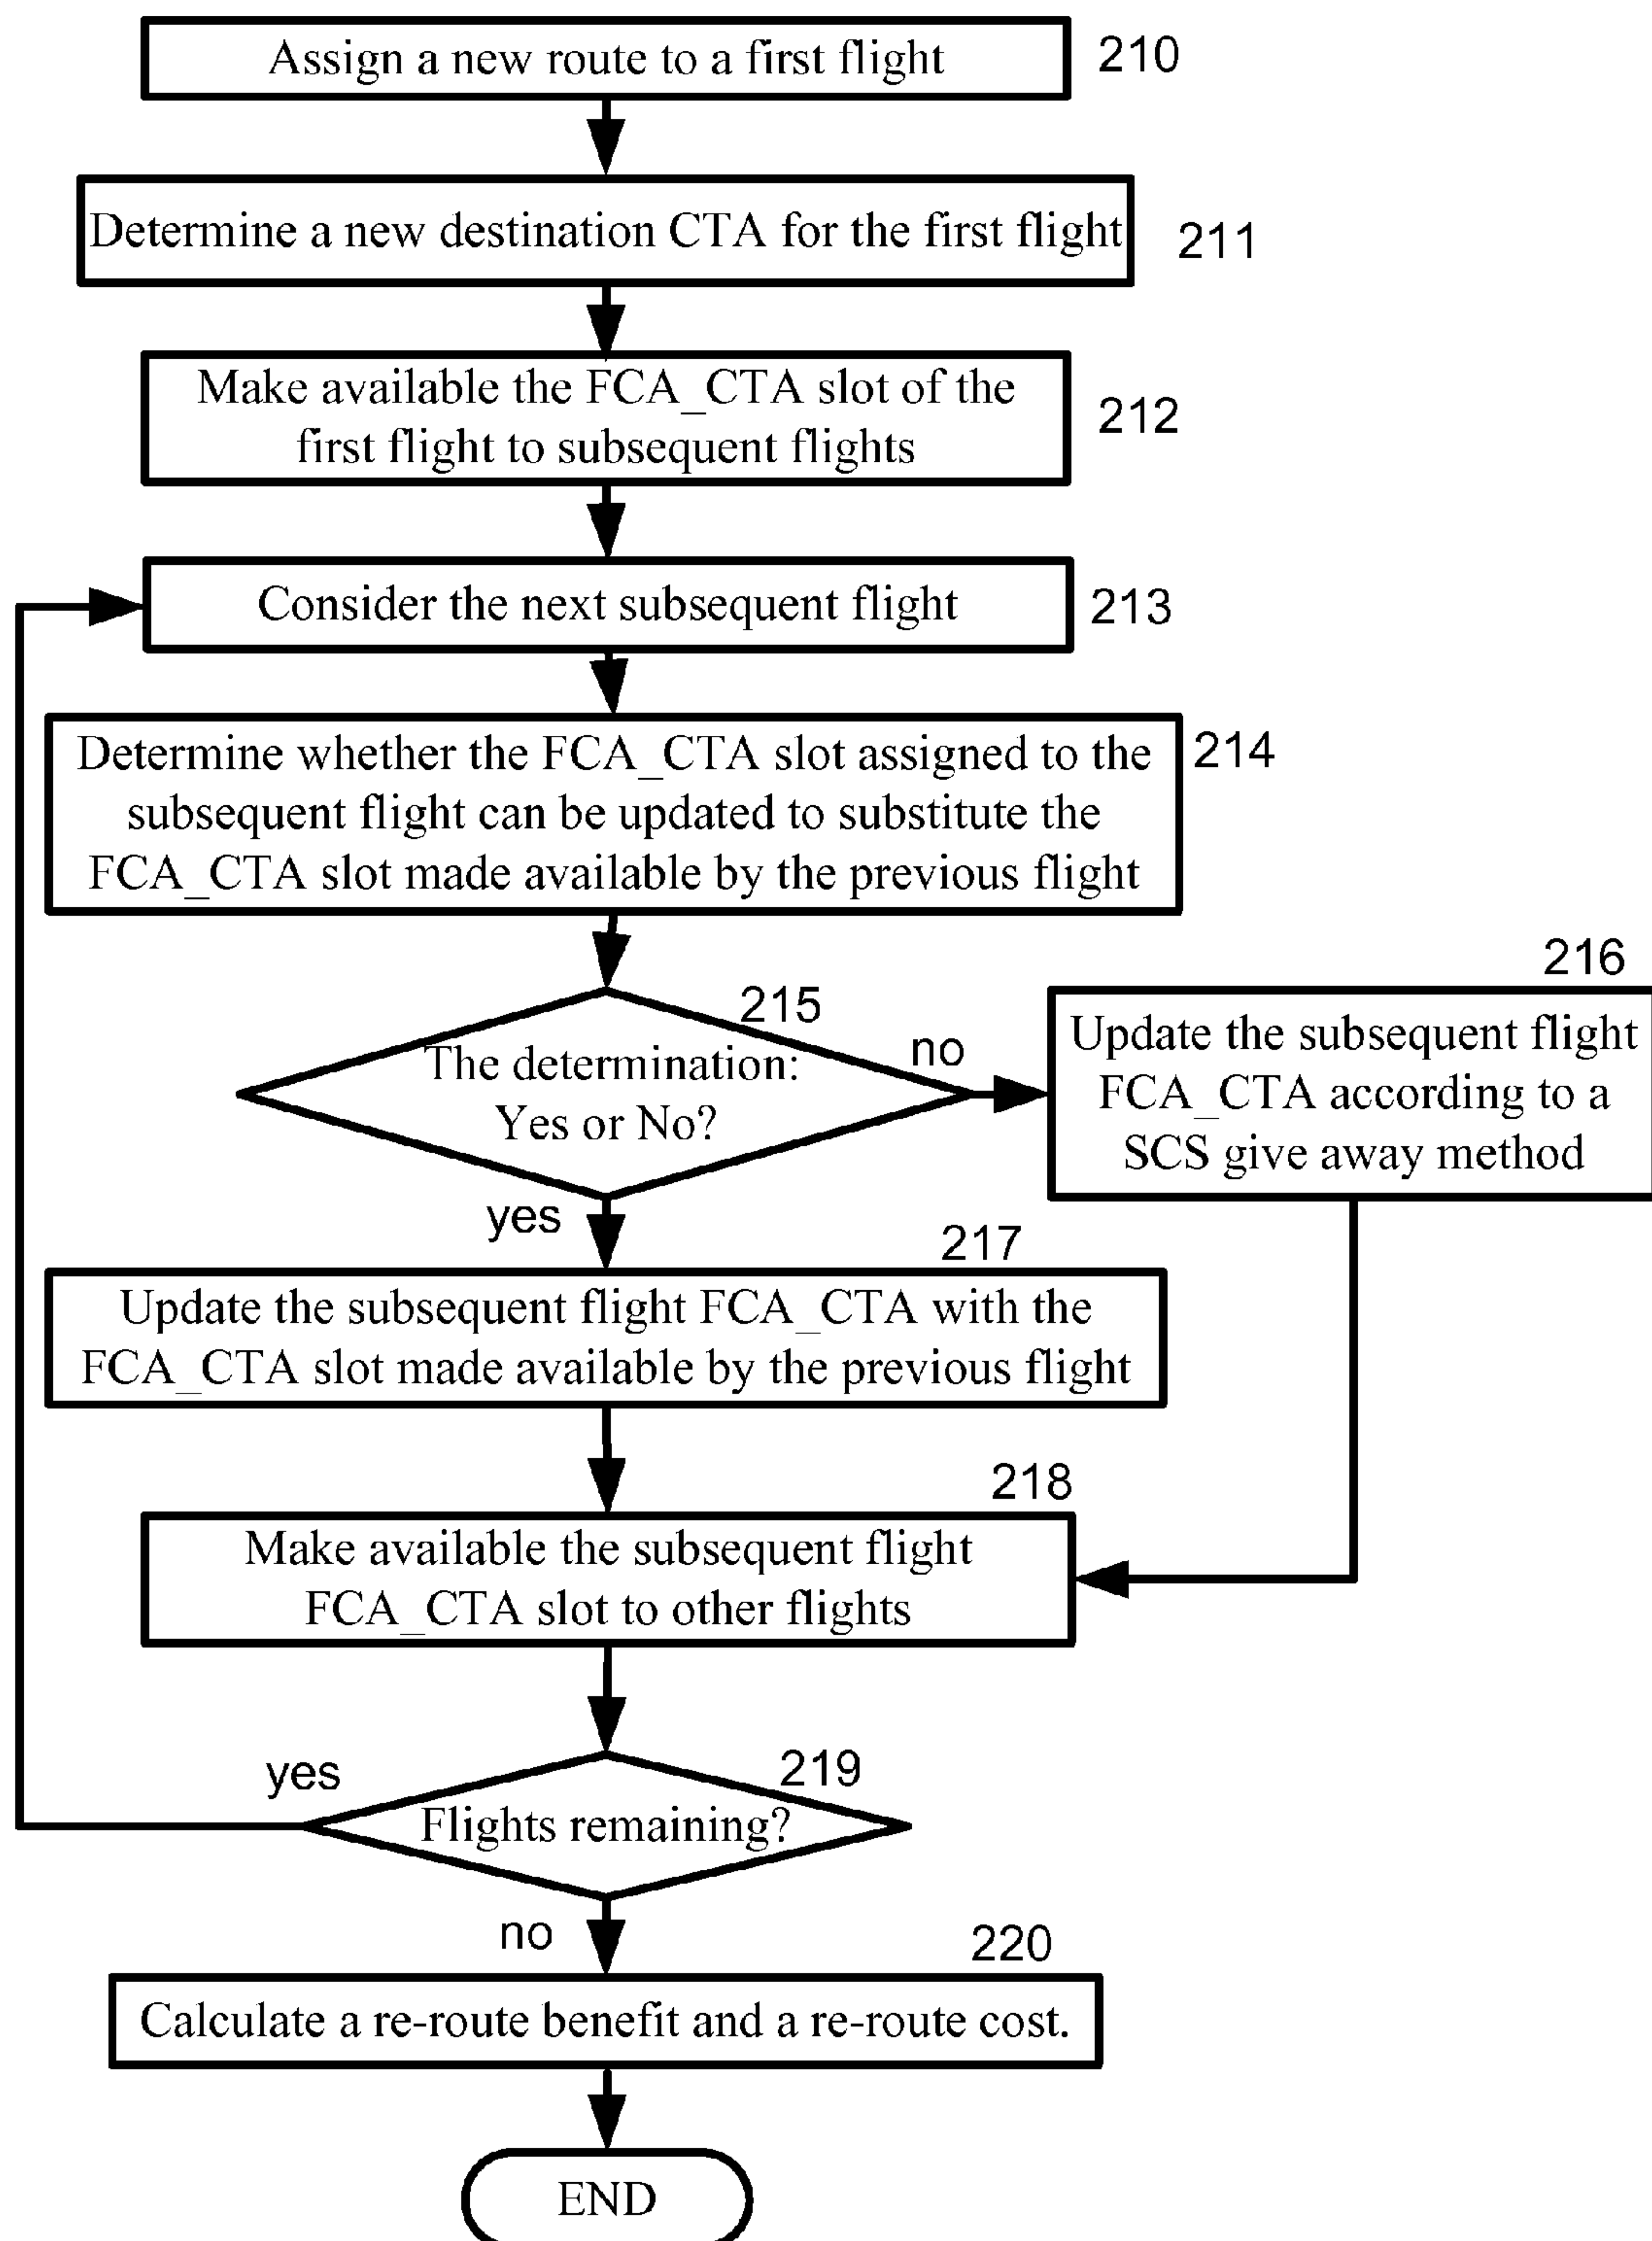 Assign a new route to a first flight
210
Determine a new destination CTA for the first flight
211
Make available the FCA_CTA slot of the
first flight to subsequent flights
212
Consider the next subsequent flight
213
Determine whether the FCA_CTA slot assigned to the
subsequent flight can be updated to substitute the
FCA_CTA slot made available by the previous flight
214
215
The determination:
Yes or No?
no
yes
216
Update the subsequent flight
FCA_CTA according to a
SCS give away method
217
Update the subsequent flight FCA_CTA with the
FCA_CTA slot made available by the previous flight
218
Make available the subsequent flight
FCA_CTA slot to other flights
219
Flights remaining?
yes
no
220
Calculate a re-route benefit and a re-route cost.
END